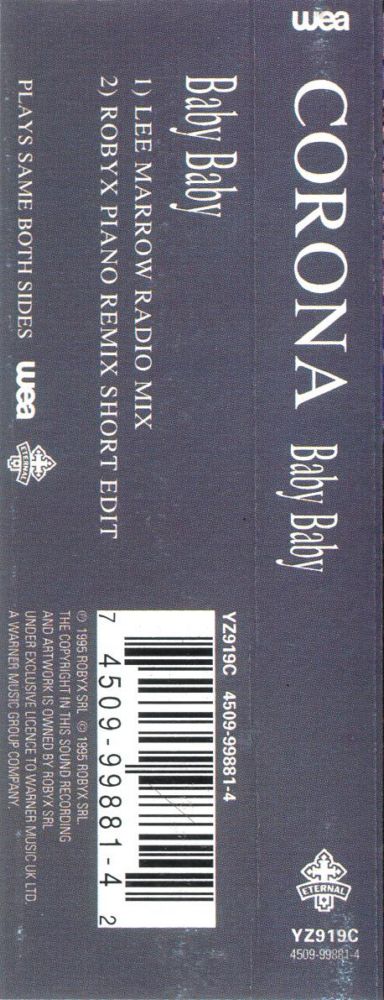 wea
CORONA Baby Baby
ETERNAL
YZ919C
4509-99881-4
Baby Baby
1) LEE MARROW RADIO MIX
2) ROBYX PIANO REMIX SHORT EDIT
PLAYS SAME BOTH SIDES wea
ETERNAL
YZ919C 4509-99881-4
7 4509-99881-4 2
℗ 1995 ROBYX SRL © 1995 ROBYX SRL
THE COPYRIGHT IN THIS SOUND RECORDING
AND ARTWORK IS OWNED BY ROBYX SRL
UNDER EXCLUSIVE LICENCE TO WARNER MUSIC UK LTD.
A WARNER MUSIC GROUP COMPANY.